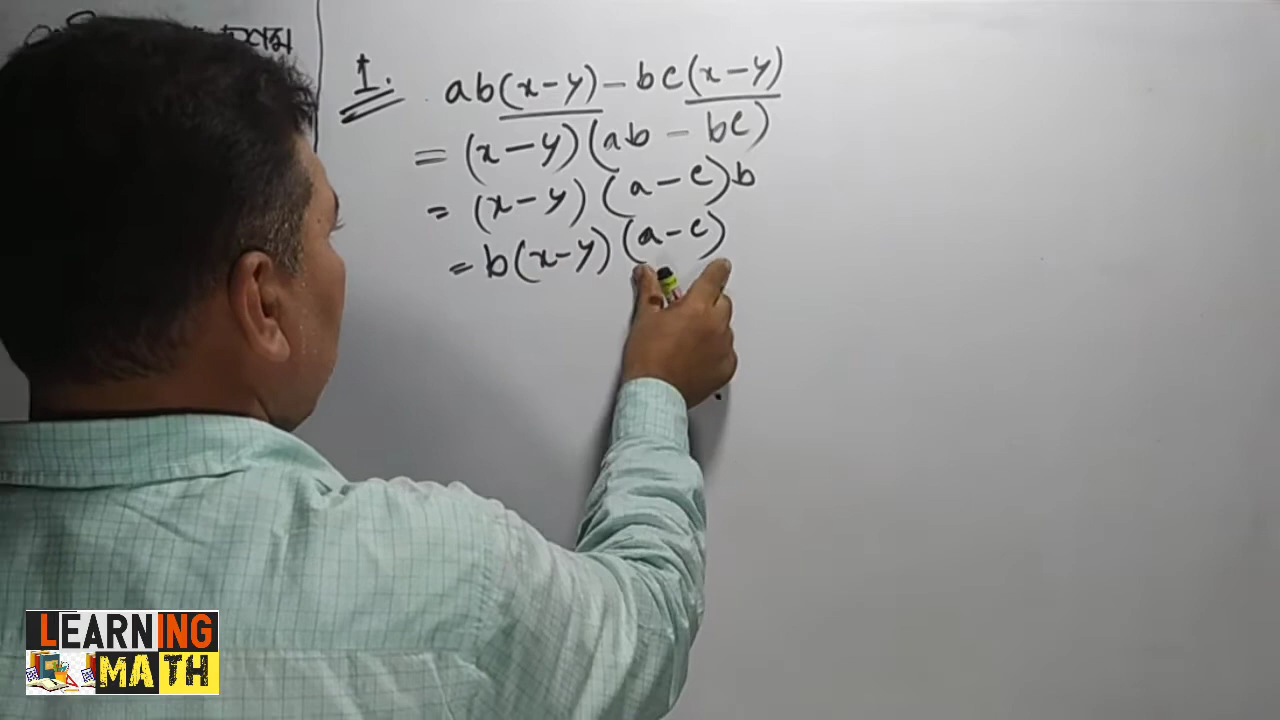 1. ab(x-y)-bc(x-y)
=(x-y)(ab-bc)
=(x-y)(a-c)b
=b(x-y)(a-c)
LEARNING
MATH